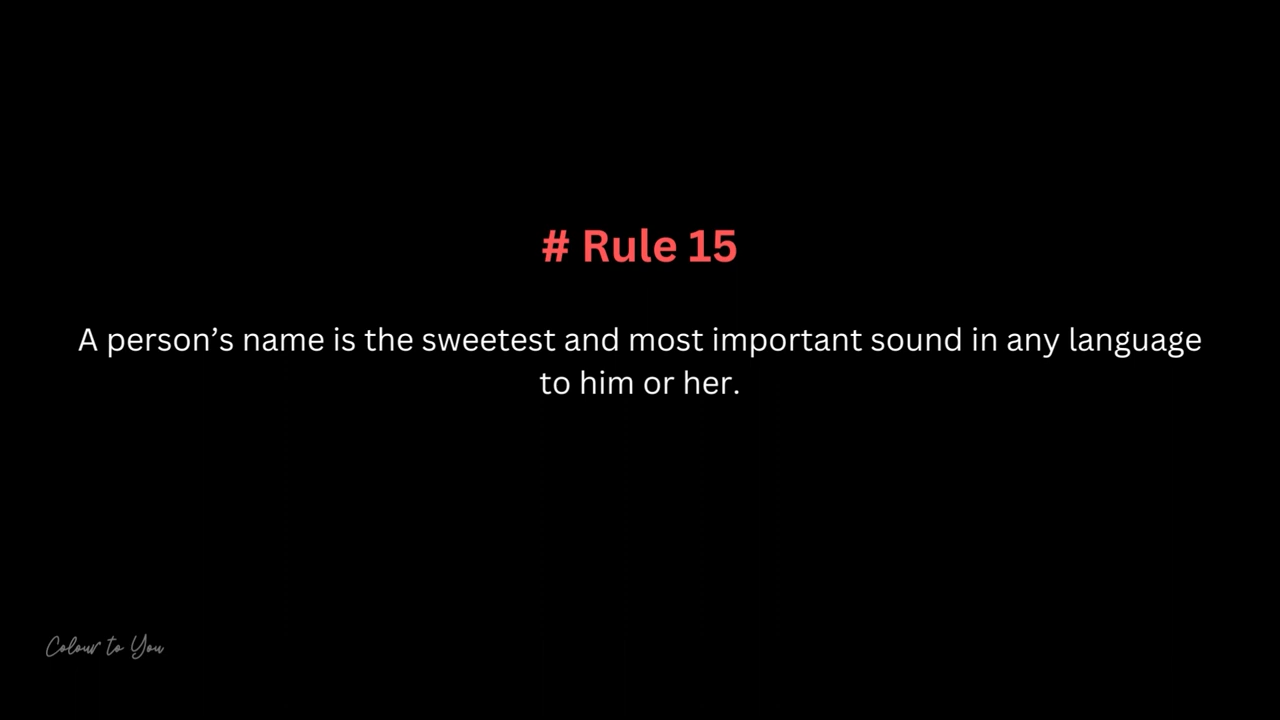 # Rule 15
A person’s name is the sweetest and most important sound in any language
to him or her.
Colour to You